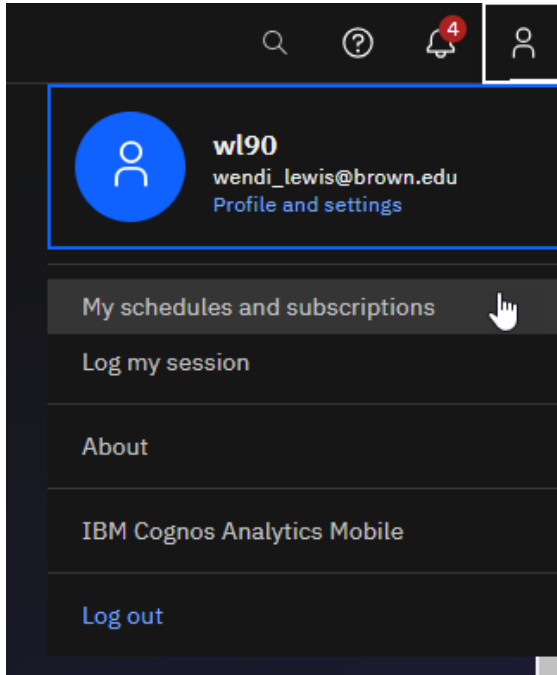 4
wl90
wendi_lewis@brown.edu
Profile and settings
My schedules and subscriptions
Log my session
About
IBM Cognos Analytics Mobile
Log out